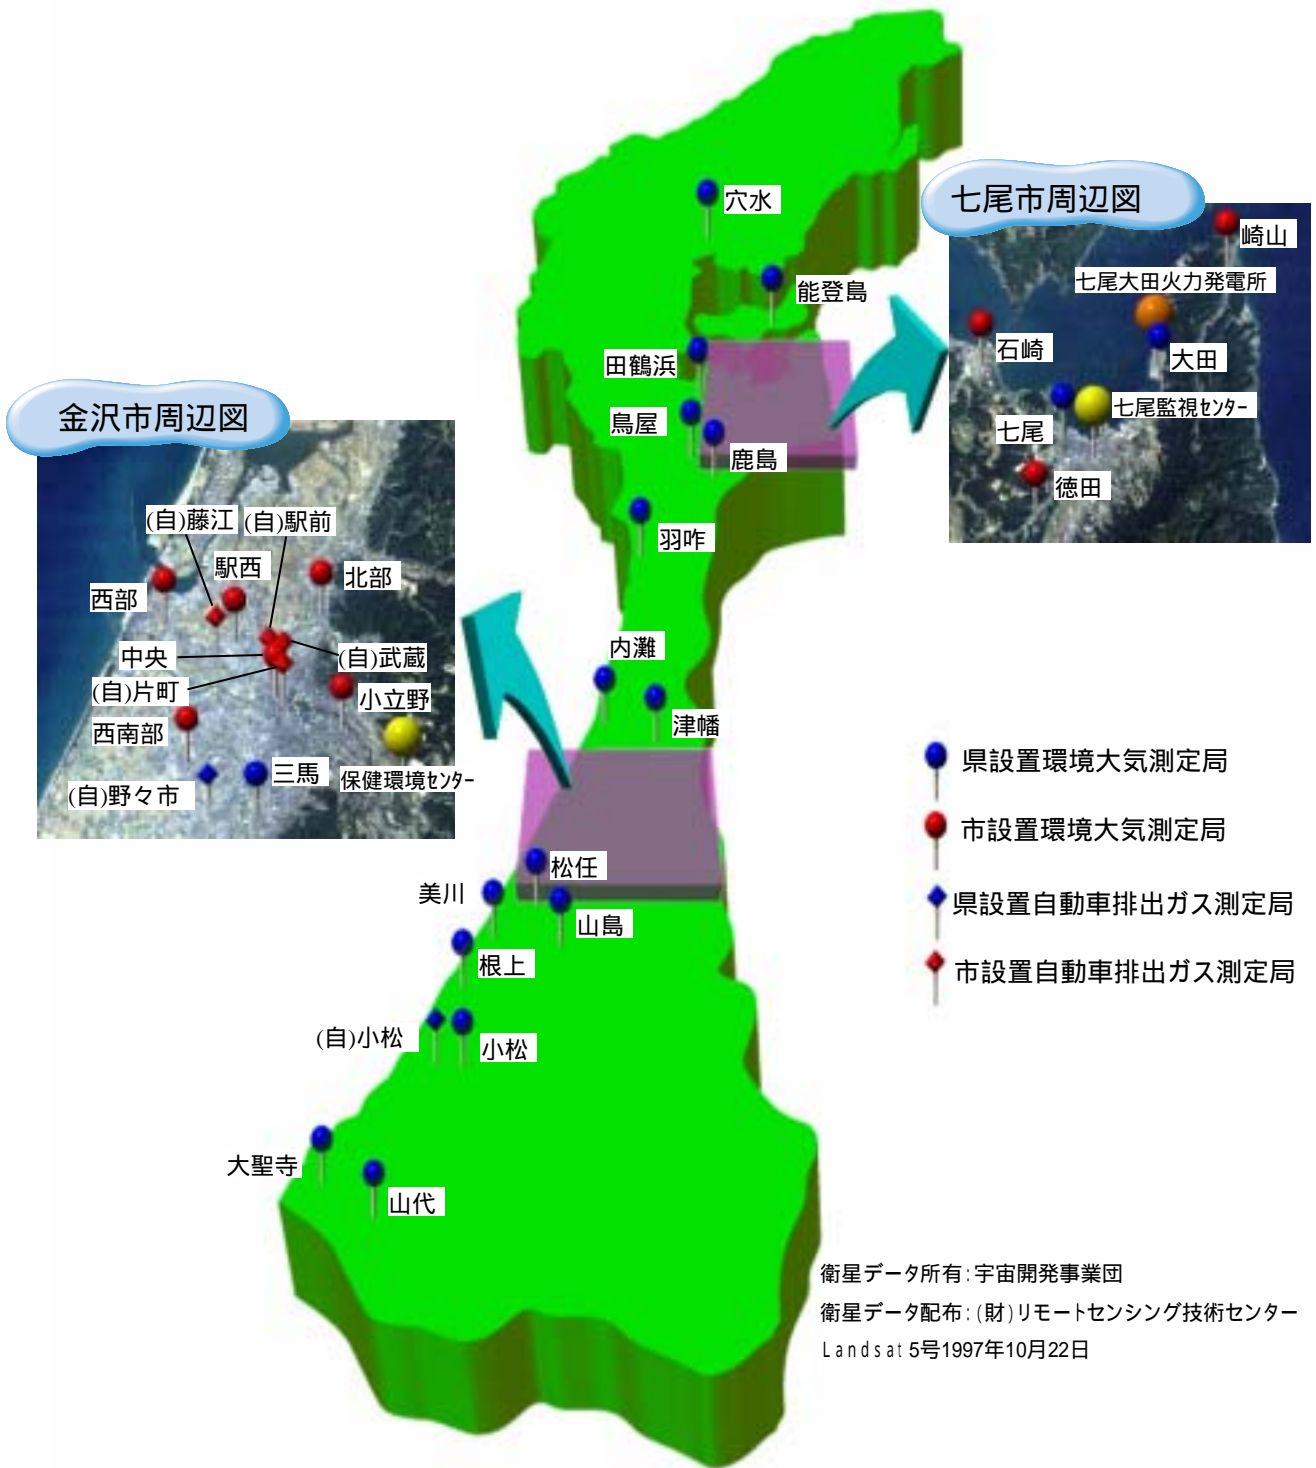 穴水
能登島
田鶴浜
鳥屋
鹿島
羽咋
内灘
津幡
松任
美川
山島
根上
(自)小松
小松
大聖寺
山代
七尾市周辺図
崎山
七尾大田火力発電所
石崎
大田
七尾監視センター
七尾
徳田
金沢市周辺図
(自)藤江
(自)駅前
駅西
北部
西部
中央
(自)武蔵
(自)片町
小立野
西南部
三馬
保健環境センター
(自)野々市
県設置環境大気測定局
市設置環境大気測定局
県設置自動車排出ガス測定局
市設置自動車排出ガス測定局
衛星データ所有:宇宙開発事業団
衛星データ配布:(財)リモートセンシング技術センター
Landsat 5号1997年10月22日